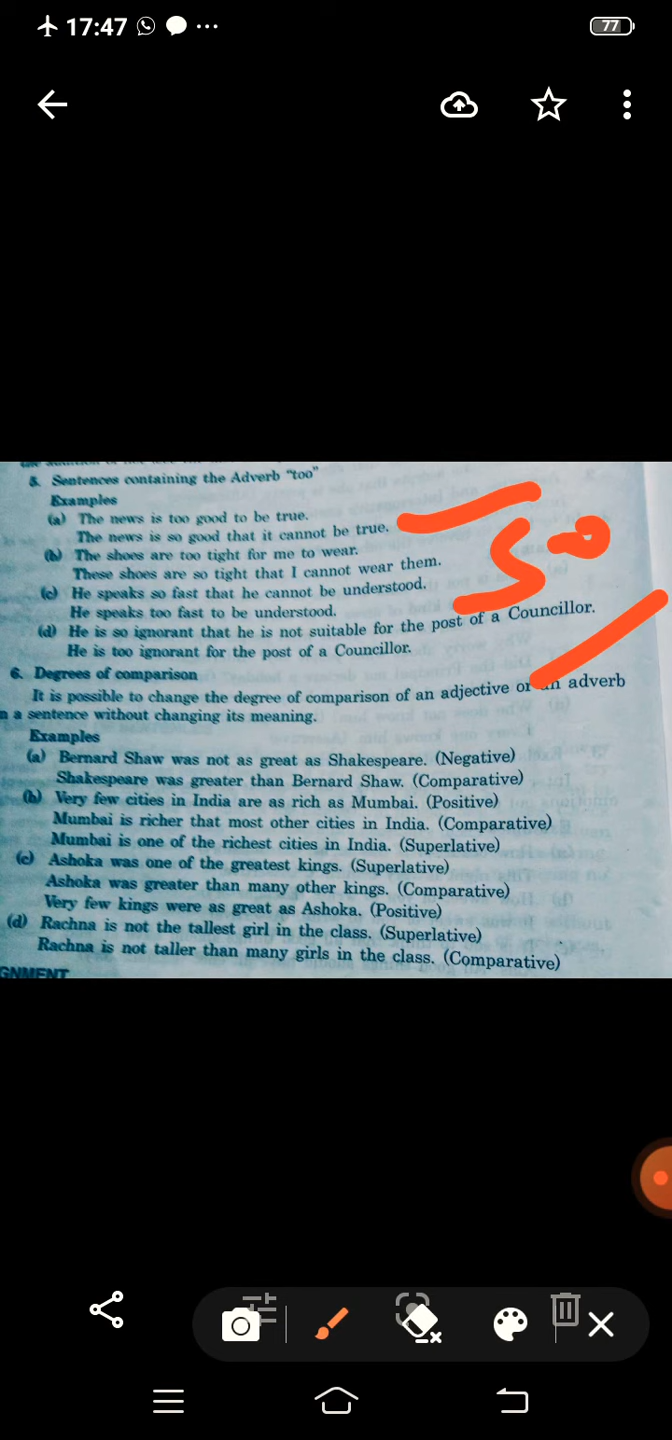 17:47
77
5. Sentences containing the Adverb "too"
Examples
(a) The news is too good to be true.
The news is so good that it cannot be true.
(b) The shoes are too tight for me to wear.
These shoes are so tight that I cannot wear them.
(c) He speaks so fast that he cannot be understood.
He speaks too fast to be understood.
(d) He is so ignorant that he is not suitable for the post of a Councillor.
He is too ignorant for the post of a Councillor.
so
6. Degrees of comparison
It is possible to change the degree of comparison of an adjective or an adverb
a sentence without changing its meaning.
Examples
(a) Bernard Shaw was not as great as Shakespeare. (Negative)
Shakespeare was greater than Bernard Shaw. (Comparative)
(b) Very few cities in India are as rich as Mumbai. (Positive)
Mumbai is richer that most other cities in India. (Comparative)
Mumbai is one of the richest cities in India. (Superlative)
(c) Ashoka was one of the greatest kings. (Superlative)
Ashoka was greater than many other kings. (Comparative)
Very few kings were as great as Ashoka. (Positive)
(d) Rachna is not the tallest girl in the class. (Superlative)
Rachna is not taller than many girls in the class. (Comparative)
GNMENT